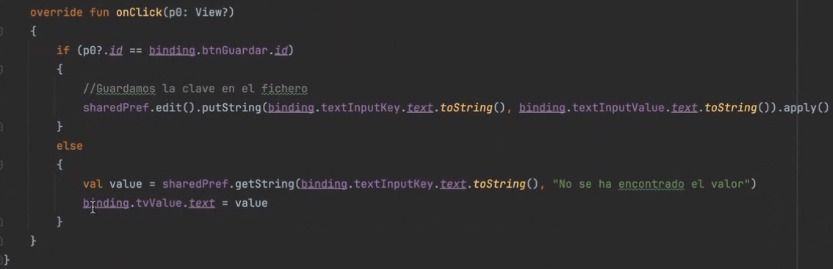 override fun onClick(p0: View?)
{
if (p0?.id == binding.btnGuardar.id)
{
//Guardamos la clave en el fichero
sharedPref.edit().putString(binding.textInputKey.text.toString(), binding.textInputValue.text.toString()).apply()
}
else
{
val value = sharedPref.getString(binding.textInputKey.text.toString(), "No se ha encontrado el valor")
binding.tvValue.text = value
}
}
}